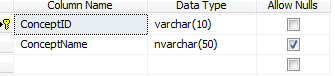 Column Name Data Type Allow Nulls
ConceptID varchar(10)
ConceptName nvarchar(50)